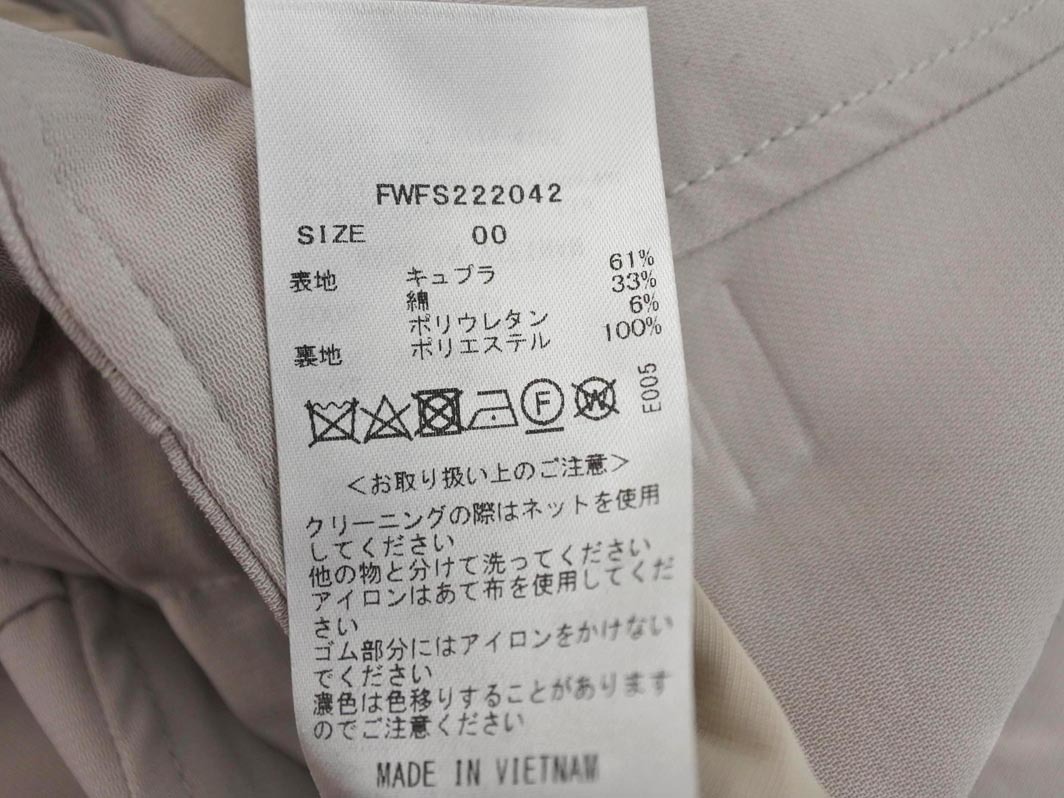 FWFS222042
SIZE 00
表地 キュプラ 61%
綿 33%
ポリウレタン 6%
裏地 ポリエステル 100%
E005
F
W
<お取り扱い上のご注意>
クリーニングの際はネットを使用
してください
他の物と分けて洗ってください
アイロンはあて布を使用してくだ
さい
ゴム部分にはアイロンをかけない
でください
濃色は色移りすることがあります
のでご注意ください
MADE IN VIETNAM